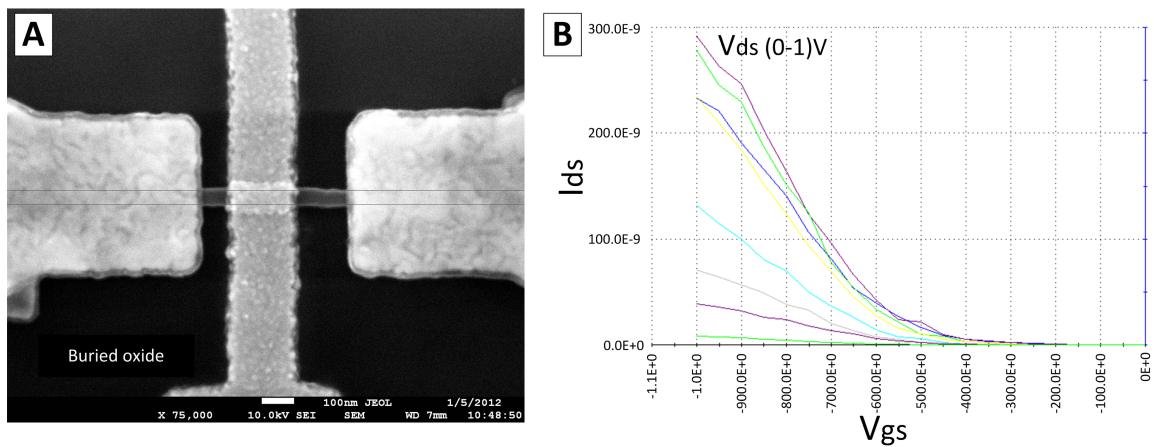 A
Buried oxide
100nm JEOL 1/5/2012
X 75,000 10.0kV SEI SEM WD 7mm 10:48:50
B
Vds (0-1)V
300.0E-9
200.0E-9
100.0E-9
0.0E+0
Ids
-1.1E+0
-1.0E+0
-900.0E-3
-800.0E-3
-700.0E-3
-600.0E-3
-500.0E-3
-400.0E-3
-300.0E-3
-200.0E-3
-100.0E-3
0E+0
Vgs